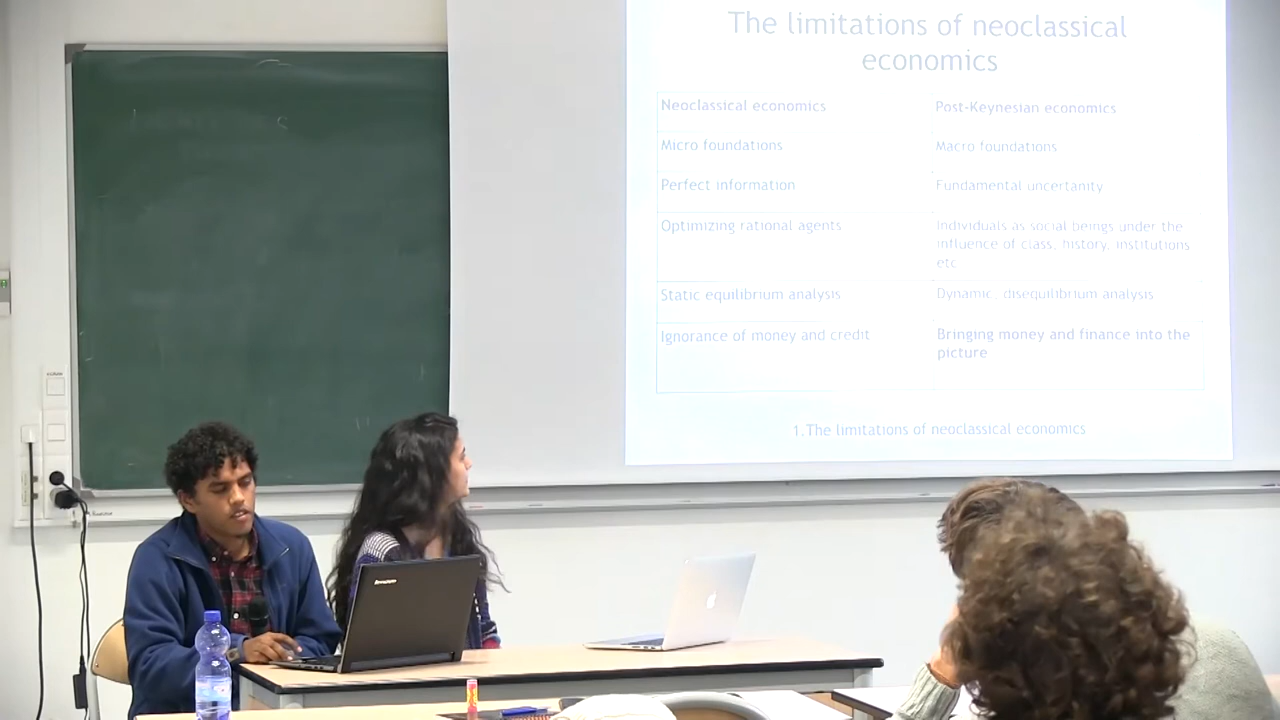 The limitations of neoclassical
economics
Neoclassical economics
Post-Keynesian economics
Micro foundations
Macro foundations
Perfect information
Fundamental uncertanity
Optimizing rational agents
Individuals as social beings under the
influence of class, history, institutions
etc
Static equilibrium analysis
Dynamic, disequilibrium analysis
Ignorance of money and credit
Bringing money and finance into the
picture
1.The limitations of neoclassical economics
lenovo